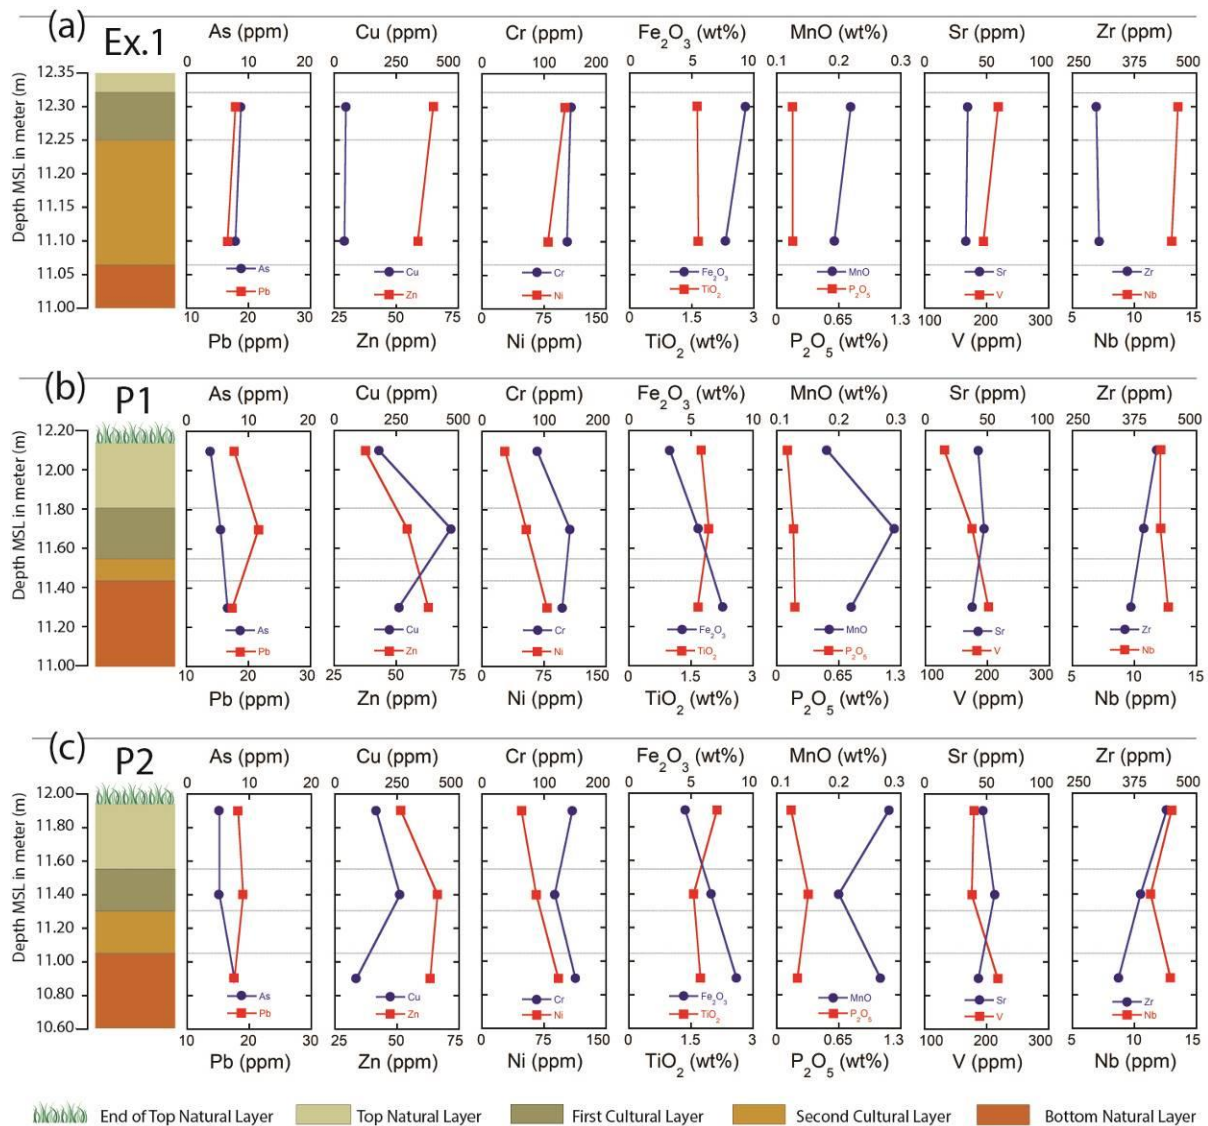 (a) Ex.1
As (ppm) Cu (ppm) Cr (ppm) Fe2O3 (wt%) MnO (wt%) Sr (ppm) Zr (ppm)
0 10 20 0 250 500 0 100 200 0 5 10 0.1 0.2 0.3 0 50 100 250 375 500
Depth MSL in meter (m)
12.35
12.30
12.25
11.20
11.15
11.10
11.05
11.00
As Cu Cr Fe2O3 MnO Sr Zr
Pb Zn Ni TiO2 P2O5 V Nb
10 20 30 25 50 75 0 75 150 0 1.5 3 0 0.65 1.3 100 200 300 5 10 15
Pb (ppm) Zn (ppm) Ni (ppm) TiO2 (wt%) P2O5 (wt%) V (ppm) Nb (ppm)
(b) P1
As (ppm) Cu (ppm) Cr (ppm) Fe2O3 (wt%) MnO (wt%) Sr (ppm) Zr (ppm)
0 10 20 0 250 500 0 100 200 0 5 10 0.1 0.2 0.3 0 50 100 250 375 500
Depth MSL in meter (m)
12.20
12.00
11.80
11.60
11.40
11.20
11.00
As Cu Cr Fe2O3 MnO Sr Zr
Pb Zn Ni TiO2 P2O5 V Nb
10 20 30 25 50 75 0 75 150 0 1.5 3 0 0.65 1.3 100 200 300 5 10 15
Pb (ppm) Zn (ppm) Ni (ppm) TiO2 (wt%) P2O5 (wt%) V (ppm) Nb (ppm)
(c) P2
As (ppm) Cu (ppm) Cr (ppm) Fe2O3 (wt%) MnO (wt%) Sr (ppm) Zr (ppm)
0 10 20 0 250 500 0 100 200 0 5 10 0.1 0.2 0.3 0 50 100 250 375 500
Depth MSL in meter (m)
12.00
11.80
11.60
11.40
11.20
11.00
10.80
10.60
As Cu Cr Fe2O3 MnO Sr Zr
Pb Zn Ni TiO2 P2O5 V Nb
10 20 30 25 50 75 0 75 150 0 1.5 3 0 0.65 1.3 100 200 300 5 10 15
Pb (ppm) Zn (ppm) Ni (ppm) TiO2 (wt%) P2O5 (wt%) V (ppm) Nb (ppm)
End of Top Natural Layer Top Natural Layer First Cultural Layer Second Cultural Layer Bottom Natural Layer